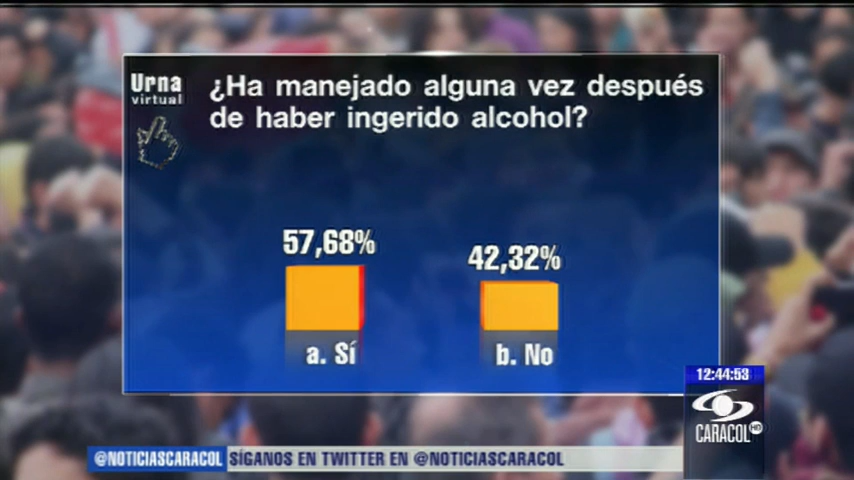 Urna
virtual
¿Ha manejado alguna vez después
de haber ingerido alcohol?
57,68%
42,32%
a. Sí
b. No
12:44:53
CARACOL HD
@NOTICIASCARACOL
SÍGANOS EN TWITTER EN @NOTICIASCARACOL